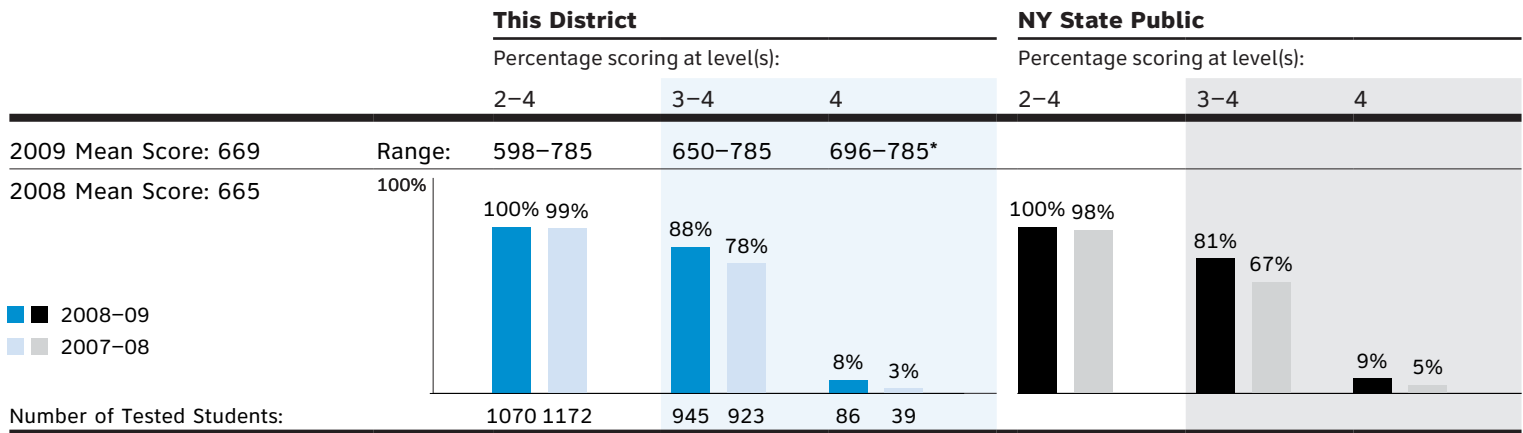 This District NY State Public
Percentage scoring at level(s): Percentage scoring at level(s):
2–4 3–4 4 2–4 3–4 4
2009 Mean Score: 669 Range: 598–785 650–785 696–785*
2008 Mean Score: 665 100%
100% 99% 88% 78% 8% 3% 100% 98% 81% 67% 9% 5%
2008–09
2007–08
Number of Tested Students: 1070 1172 945 923 86 39